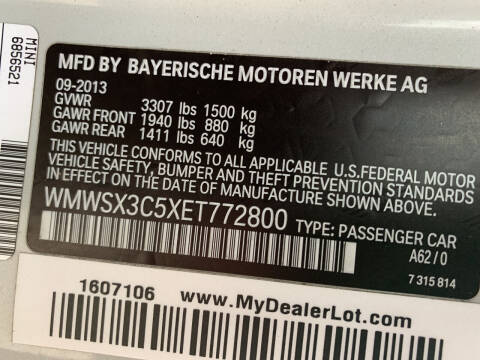 MINI
6856521
MFD BY BAYERISCHE MOTOREN WERKE AG
09-2013
GVWR 3307 lbs 1500 kg
GAWR FRONT 1940 lbs 880 kg
GAWR REAR 1411 lbs 640 kg
THIS VEHICLE CONFORMS TO ALL APPLICABLE U.S.FEDERAL MOTOR
VEHICLE SAFETY, BUMPER AND THEFT PREVENTION STANDARDS
IN EFFECT ON THE DATE OF MANUFACTURE SHOWN ABOVE.
WMWSX3C5XET772800
TYPE: PASSENGER CAR
A62/0
7 315 814
1607106 www.MyDealerLot.com